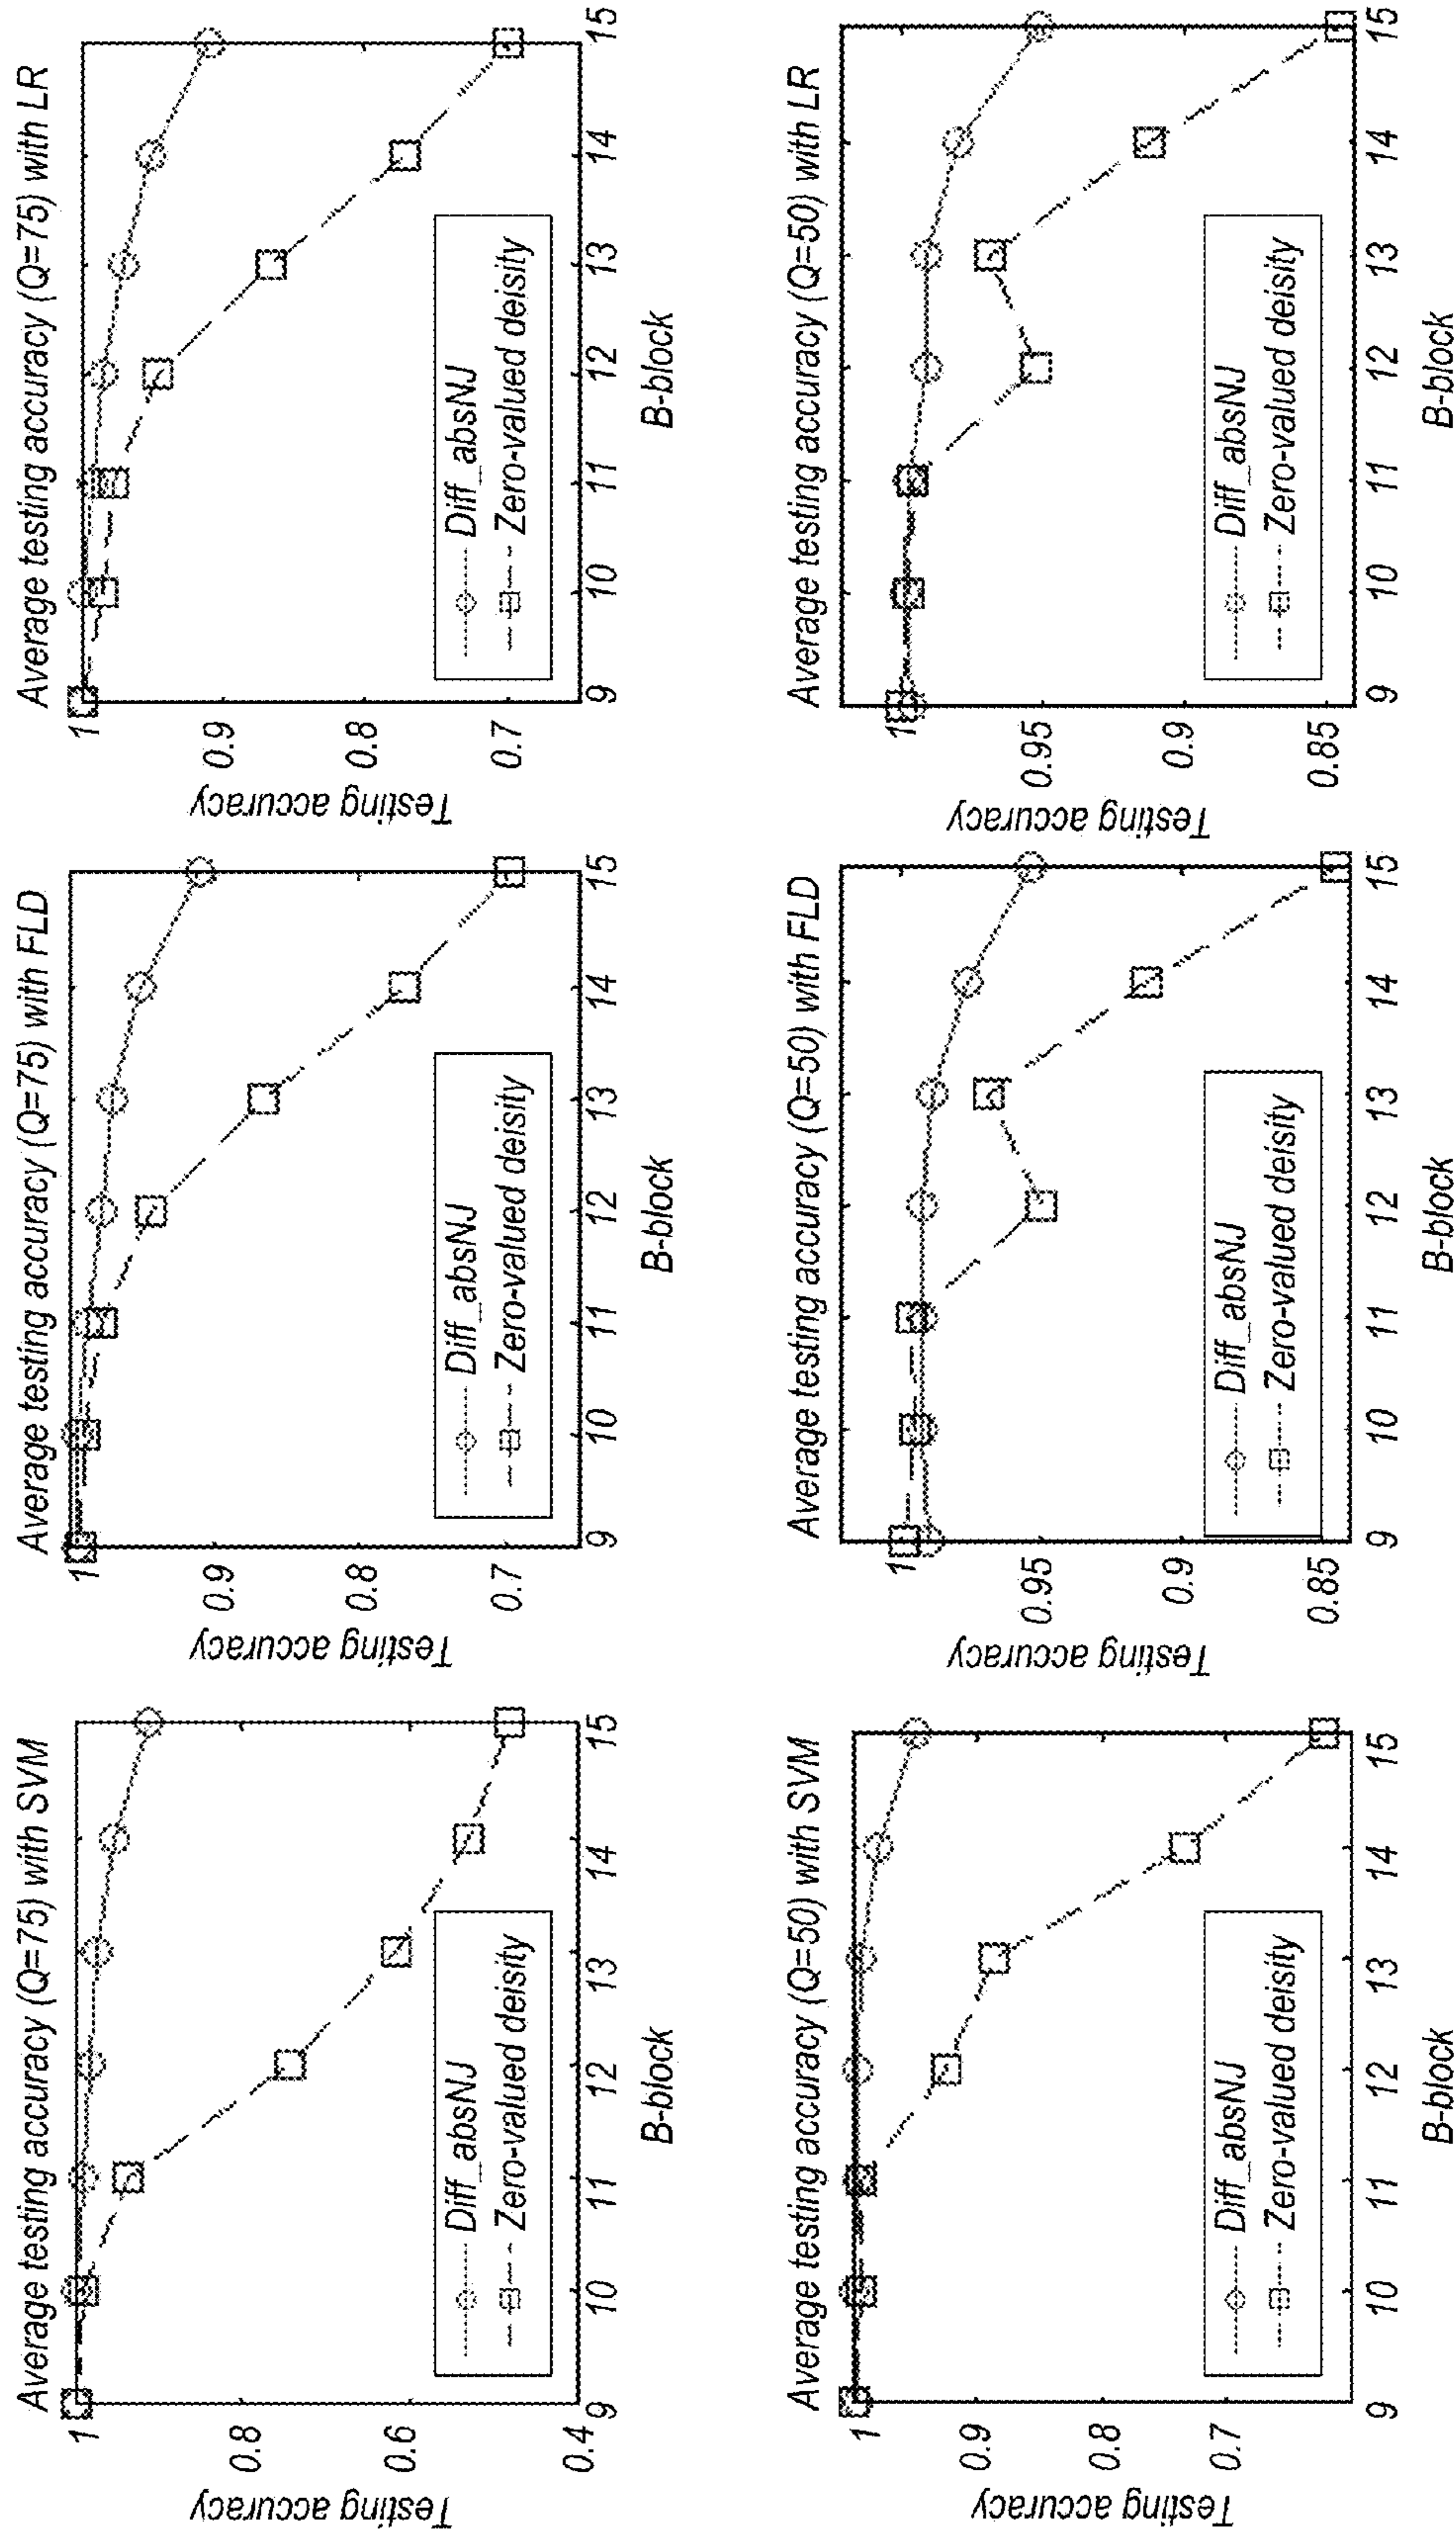 Average testing accuracy (Q=75) with SVM
Testing accuracy
1
0.8
0.6
0.4
9 10 11 12 13 14 15
B-block
Diff_absNJ
Zero-valued deisity
Average testing accuracy (Q=75) with FLD
Testing accuracy
1
0.9
0.8
0.7
9 10 11 12 13 14 15
B-block
Diff_absNJ
Zero-valued deisity
Average testing accuracy (Q=75) with LR
Testing accuracy
1
0.9
0.8
0.7
9 10 11 12 13 14 15
B-block
Diff_absNJ
Zero-valued deisity
Average testing accuracy (Q=50) with SVM
Testing accuracy
1
0.9
0.8
0.7
9 10 11 12 13 14 15
B-block
Diff_absNJ
Zero-valued deisity
Average testing accuracy (Q=50) with FLD
Testing accuracy
1
0.95
0.9
0.85
9 10 11 12 13 14 15
B-block
Diff_absNJ
Zero-valued deisity
Average testing accuracy (Q=50) with LR
Testing accuracy
1
0.95
0.9
0.85
9 10 11 12 13 14 15
B-block
Diff_absNJ
Zero-valued deisity